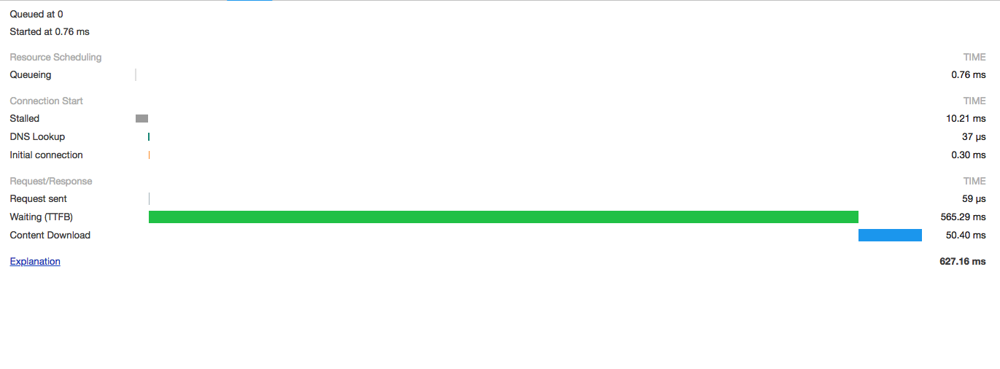 Queued at 0
Started at 0.76 ms
Resource Scheduling TIME
Queueing 0.76 ms
Connection Start TIME
Stalled 10.21 ms
DNS Lookup 37 µs
Initial connection 0.30 ms
Request/Response TIME
Request sent 59 µs
Waiting (TTFB) 565.29 ms
Content Download 50.40 ms
Explanation 627.16 ms